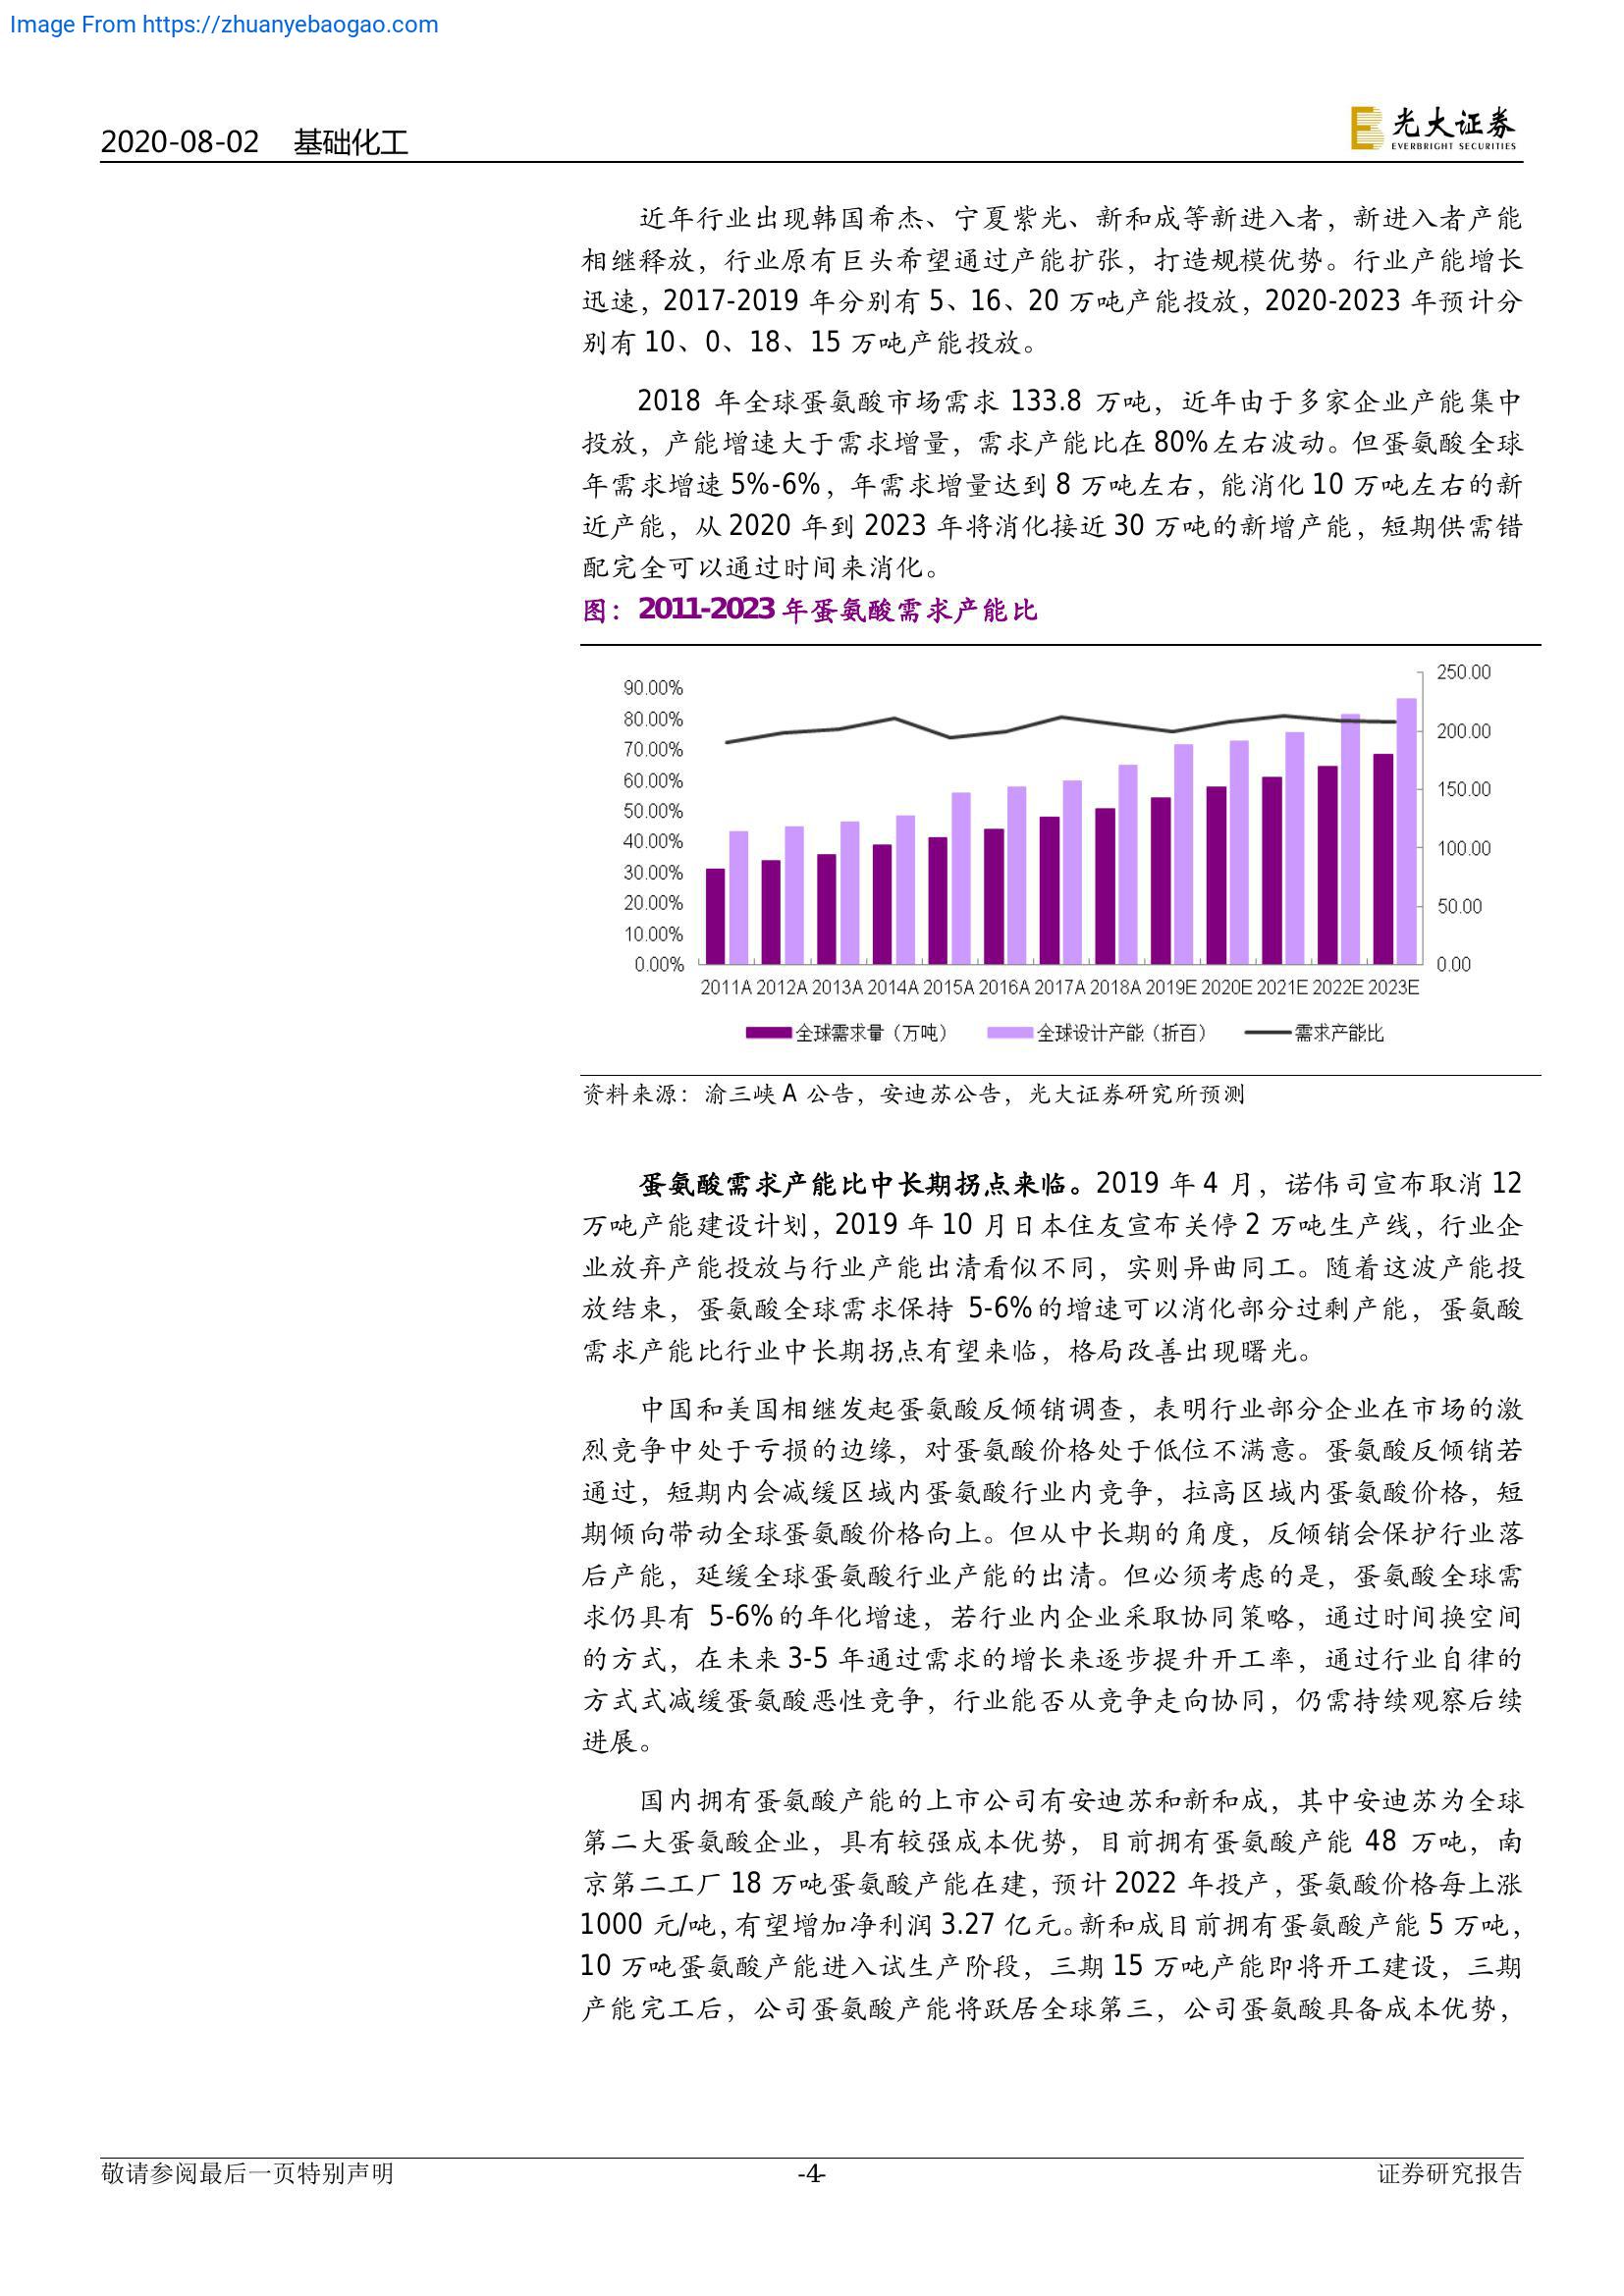 Image From https://zhuanyebaogao.com
2020-08-02 基础化工
光大证券
EVERBRIGHT SECURITIES
近年行业出现韩国希杰、宁夏紫光、新和成等新进入者，新进入者产能
相继释放，行业原有巨头希望通过产能扩张，打造规模优势。行业产能增长
迅速，2017-2019 年分别有 5、16、20 万吨产能投放，2020-2023 年预计分
别有 10、0、18、15 万吨产能投放。
2018 年全球蛋氨酸市场需求 133.8 万吨，近年由于多家企业产能集中
投放，产能增速大于需求增量，需求产能比在 80%左右波动。但蛋氨酸全球
年需求增速 5%-6%，年需求增量达到 8 万吨左右，能消化 10 万吨左右的新
近产能，从 2020 年到 2023 年将消化接近 30 万吨的新增产能，短期供需错
配完全可以通过时间来消化。
图：2011-2023 年蛋氨酸需求产能比
90.00%
80.00%
70.00%
60.00%
50.00%
40.00%
30.00%
20.00%
10.00%
0.00%
250.00
200.00
150.00
100.00
50.00
0.00
2011A 2012A 2013A 2014A 2015A 2016A 2017A 2018A 2019E 2020E 2021E 2022E 2023E
全球需求量（万吨） 全球设计产能（折百） 需求产能比
资料来源：渝三峡 A 公告，安迪苏公告，光大证券研究所预测
蛋氨酸需求产能比中长期拐点来临。2019 年 4 月，诺伟司宣布取消 12
万吨产能建设计划，2019 年 10 月日本住友宣布关停 2 万吨生产线，行业企
业放弃产能投放与行业产能出清看似不同，实则异曲同工。随着这波产能投
放结束，蛋氨酸全球需求保持 5-6%的增速可以消化部分过剩产能，蛋氨酸
需求产能比行业中长期拐点有望来临，格局改善出现曙光。
中国和美国相继发起蛋氨酸反倾销调查，表明行业部分企业在市场的激
烈竞争中处于亏损的边缘，对蛋氨酸价格处于低位不满意。蛋氨酸反倾销若
通过，短期内会减缓区域内蛋氨酸行业内竞争，拉高区域内蛋氨酸价格，短
期倾向带动全球蛋氨酸价格向上。但从中长期的角度，反倾销会保护行业落
后产能，延缓全球蛋氨酸行业产能的出清。但必须考虑的是，蛋氨酸全球需
求仍具有 5-6%的年化增速，若行业内企业采取协同策略，通过时间换空间
的方式，在未来 3-5 年通过需求的增长来逐步提升开工率，通过行业自律的
方式式减缓蛋氨酸恶性竞争，行业能否从竞争走向协同，仍需持续观察后续
进展。
国内拥有蛋氨酸产能的上市公司有安迪苏和新和成，其中安迪苏为全球
第二大蛋氨酸企业，具有较强成本优势，目前拥有蛋氨酸产能 48 万吨，南
京第二工厂 18 万吨蛋氨酸产能在建，预计 2022 年投产，蛋氨酸价格每上涨
1000 元/吨，有望增加净利润 3.27 亿元。新和成目前拥有蛋氨酸产能 5 万吨，
10 万吨蛋氨酸产能进入试生产阶段，三期 15 万吨产能即将开工建设，三期
产能完工后，公司蛋氨酸产能将跃居全球第三，公司蛋氨酸具备成本优势，
敬请参阅最后一页特别声明 -4- 证券研究报告